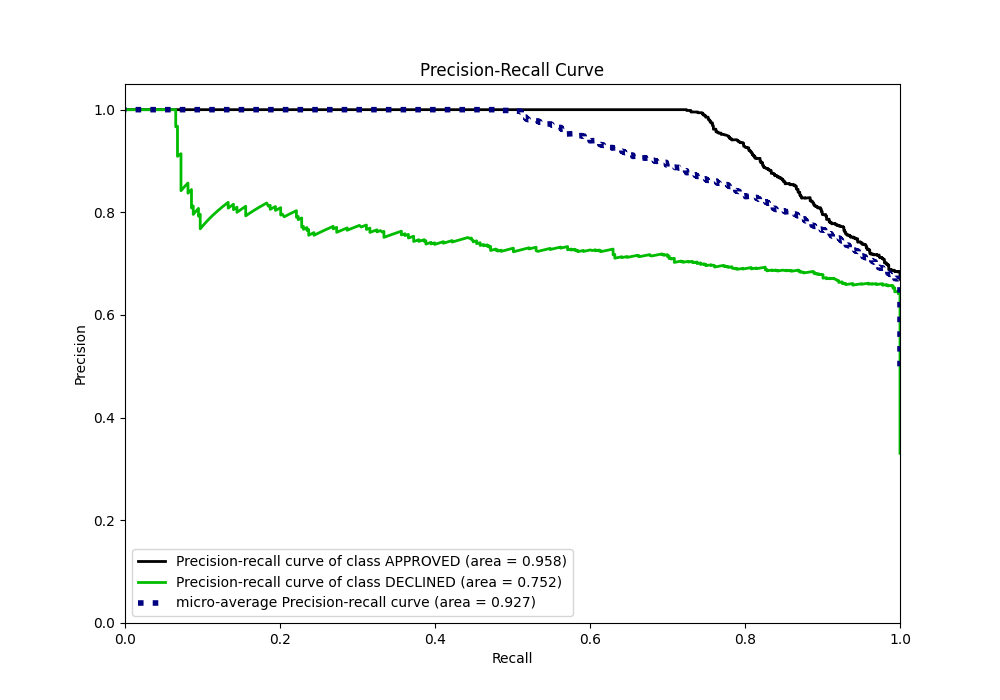 Precision-Recall Curve
1.0
0.8
0.6
0.4
0.2
0.0
Precision
Precision-recall curve of class APPROVED (area = 0.958)
Precision-recall curve of class DECLINED (area = 0.752)
micro-average Precision-recall curve (area = 0.927)
0.0 0.2 0.4 0.6 0.8 1.0
Recall